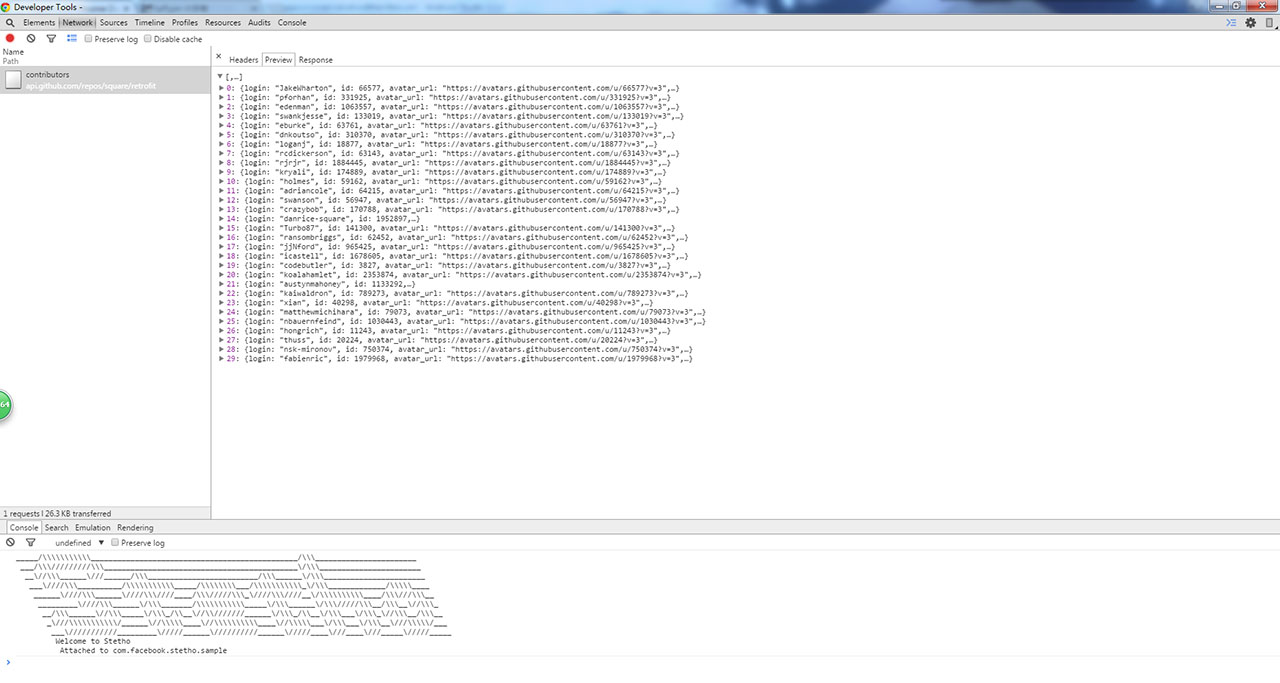 Developer Tools -
Elements Network Sources Timeline Profiles Resources Audits Console
Preserve log Disable cache
Name
Path
contributors
api.github.com/repos/square/retrofit
× Headers Preview Response
▼ [,…]
▶ 0: {login: "JakeWharton", id: 66577, avatar_url: "https://avatars.githubusercontent.com/u/66577?v=3",…}
▶ 1: {login: "pforhan", id: 331925, avatar_url: "https://avatars.githubusercontent.com/u/331925?v=3",…}
▶ 2: {login: "edenman", id: 1063557, avatar_url: "https://avatars.githubusercontent.com/u/1063557?v=3",…}
▶ 3: {login: "swankjesse", id: 133019, avatar_url: "https://avatars.githubusercontent.com/u/133019?v=3",…}
▶ 4: {login: "eburke", id: 63761, avatar_url: "https://avatars.githubusercontent.com/u/63761?v=3",…}
▶ 5: {login: "dnkoutso", id: 310370, avatar_url: "https://avatars.githubusercontent.com/u/310370?v=3",…}
▶ 6: {login: "loganj", id: 18877, avatar_url: "https://avatars.githubusercontent.com/u/18877?v=3",…}
▶ 7: {login: "rcdickerson", id: 63143, avatar_url: "https://avatars.githubusercontent.com/u/63143?v=3",…}
▶ 8: {login: "rjrjr", id: 1884445, avatar_url: "https://avatars.githubusercontent.com/u/1884445?v=3",…}
▶ 9: {login: "kryali", id: 174889, avatar_url: "https://avatars.githubusercontent.com/u/174889?v=3",…}
▶ 10: {login: "holmes", id: 59162, avatar_url: "https://avatars.githubusercontent.com/u/59162?v=3",…}
▶ 11: {login: "adriancole", id: 64215, avatar_url: "https://avatars.githubusercontent.com/u/64215?v=3",…}
▶ 12: {login: "swanson", id: 56947, avatar_url: "https://avatars.githubusercontent.com/u/56947?v=3",…}
▶ 13: {login: "crazybob", id: 170788, avatar_url: "https://avatars.githubusercontent.com/u/170788?v=3",…}
▶ 14: {login: "danrice-square", id: 1952897,…}
▶ 15: {login: "Turbo87", id: 141300, avatar_url: "https://avatars.githubusercontent.com/u/141300?v=3",…}
▶ 16: {login: "ransombriggs", id: 62452, avatar_url: "https://avatars.githubusercontent.com/u/62452?v=3",…}
▶ 17: {login: "jjNford", id: 965425, avatar_url: "https://avatars.githubusercontent.com/u/965425?v=3",…}
▶ 18: {login: "icastell", id: 1678605, avatar_url: "https://avatars.githubusercontent.com/u/1678605?v=3",…}
▶ 19: {login: "codebutler", id: 3827, avatar_url: "https://avatars.githubusercontent.com/u/3827?v=3",…}
▶ 20: {login: "koalahamlet", id: 2353874, avatar_url: "https://avatars.githubusercontent.com/u/2353874?v=3",…}
▶ 21: {login: "austynmahoney", id: 1133292,…}
▶ 22: {login: "kaiwaldron", id: 789273, avatar_url: "https://avatars.githubusercontent.com/u/789273?v=3",…}
▶ 23: {login: "xian", id: 40298, avatar_url: "https://avatars.githubusercontent.com/u/40298?v=3",…}
▶ 24: {login: "matthewmichihara", id: 79073, avatar_url: "https://avatars.githubusercontent.com/u/79073?v=3",…}
▶ 25: {login: "nbauernfeind", id: 1030443, avatar_url: "https://avatars.githubusercontent.com/u/1030443?v=3",…}
▶ 26: {login: "hongrich", id: 11243, avatar_url: "https://avatars.githubusercontent.com/u/11243?v=3",…}
▶ 27: {login: "thuss", id: 20224, avatar_url: "https://avatars.githubusercontent.com/u/20224?v=3",…}
▶ 28: {login: "nsk-mironov", id: 750374, avatar_url: "https://avatars.githubusercontent.com/u/750374?v=3",…}
▶ 29: {login: "fabienric", id: 1979968, avatar_url: "https://avatars.githubusercontent.com/u/1979968?v=3",…}
64
1 requests | 26.3 KB transferred
Console Search Emulation Rendering
undefined ▼ Preserve log
Welcome to Stetho
Attached to com.facebook.stetho.sample
>